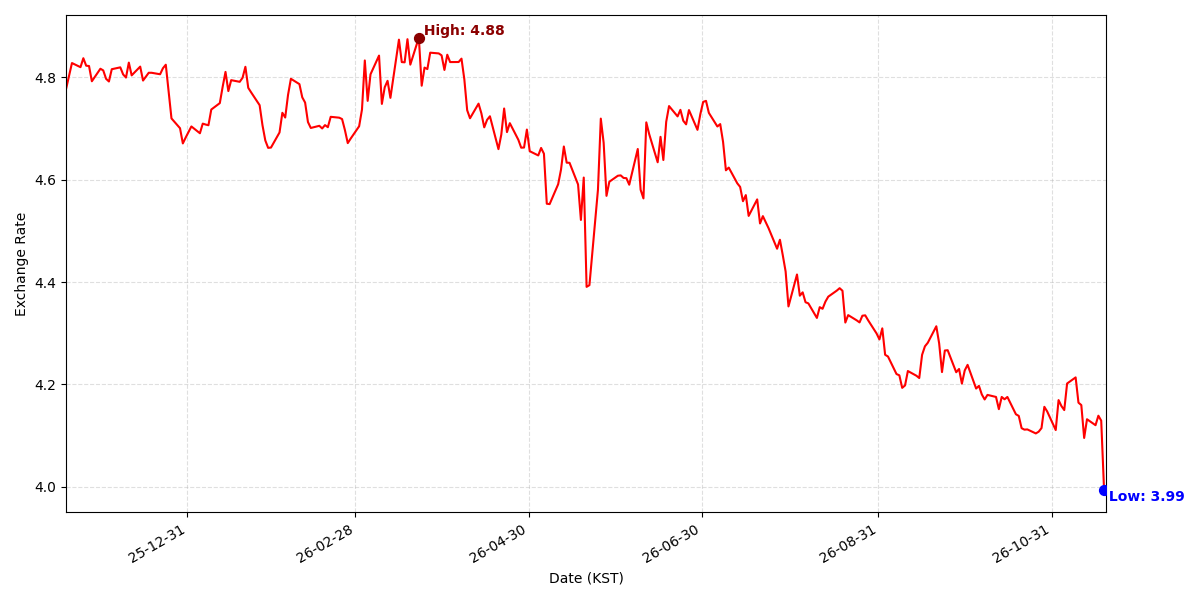 High: 4.88
4.8
4.6
4.4
4.2
4.0
Exchange Rate
Low: 3.99
25-12-31
26-02-28
26-04-30
26-06-30
26-08-31
26-10-31
Date (KST)